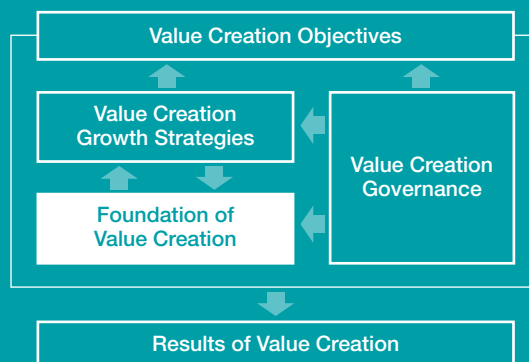 Value Creation Objectives
Value Creation
Growth Strategies
Value Creation
Governance
Foundation of
Value Creation
Results of Value Creation